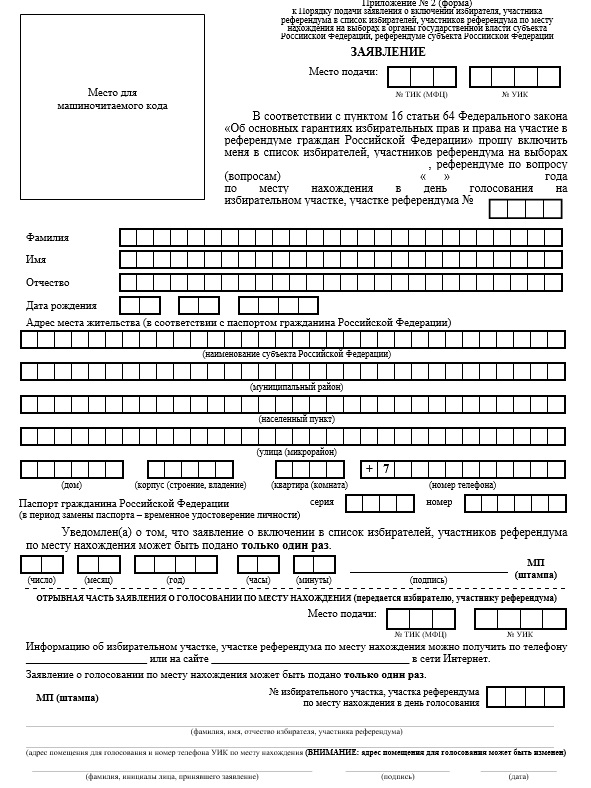 Приложение № 2 (форма)
к Порядку подачи заявления о включении избирателя, участника
референдума в список избирателей, участников референдума по месту
нахождения на выборах в органы государственной власти субъекта
Российской Федерации, референдуме субъекта Российской Федерации
ЗАЯВЛЕНИЕ
Место для
машиночитаемого кода
Место подачи:
№ ТИК (МФЦ) № УИК
В соответствии с пунктом 16 статьи 64 Федерального закона
«Об основных гарантиях избирательных прав и права на участие в
референдуме граждан Российской Федерации» прошу включить
меня в список избирателей, участников референдума на выборах
, референдуме по вопросу
(вопросам) « » года
по месту нахождения в день голосования на
избирательном участке, участке референдума №
Фамилия
Имя
Отчество
Дата рождения
Адрес места жительства (в соответствии с паспортом гражданина Российской Федерации)
(наименование субъекта Российской Федерации)
(муниципальный район)
(населенный пункт)
(улица (микрорайон)
+ 7
(дом) (корпус (строение, владение) (квартира (комната) (номер телефона)
Паспорт гражданина Российской Федерации серия номер
(в период замены паспорта – временное удостоверение личности)
Уведомлен(а) о том, что заявление о включении в список избирателей, участников референдума
по месту нахождения может быть подано только один раз.
МП
(штампа)
(число) (месяц) (год) (часы) (минуты) (подпись)
ОТРЫВНАЯ ЧАСТЬ ЗАЯВЛЕНИЯ О ГОЛОСОВАНИИ ПО МЕСТУ НАХОЖДЕНИЯ (передается избирателю, участнику референдума)
Место подачи:
№ ТИК (МФЦ) № УИК
Информацию об избирательном участке, участке референдума по месту нахождения можно получить по телефону
или на сайте в сети Интернет.
Заявление о голосовании по месту нахождения может быть подано только один раз.
МП (штампа)
№ избирательного участка, участка референдума
по месту нахождения в день голосования
(фамилия, имя, отчество избирателя, участника референдума)
(адрес помещения для голосования и номер телефона УИК по месту нахождения (ВНИМАНИЕ: адрес помещения для голосования может быть изменен)
(фамилия, инициалы лица, принявшего заявление) (подпись) (дата)